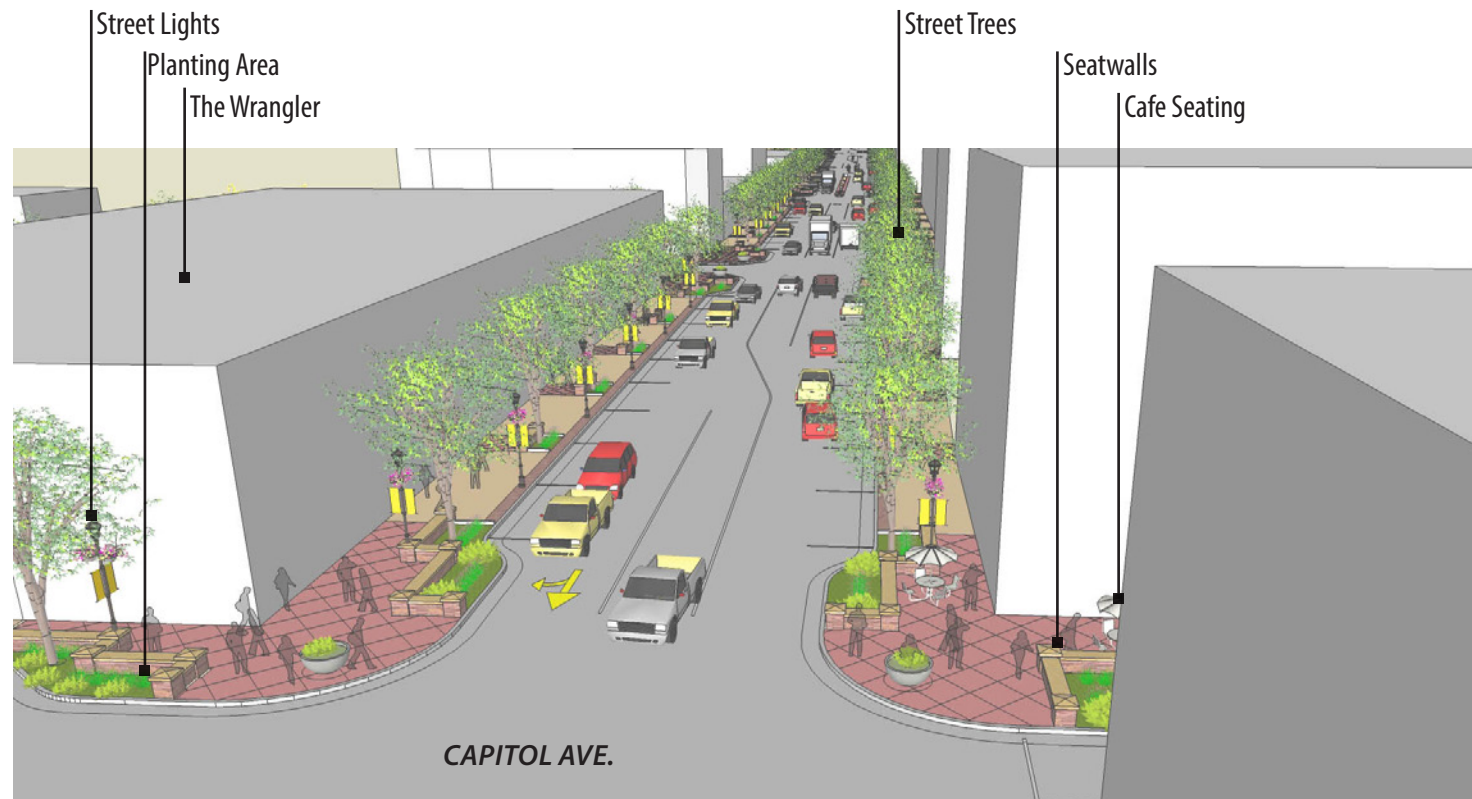 Street Lights
Planting Area
The Wrangler
Street Trees
Seatwalls
Cafe Seating
CAPITOL AVE.